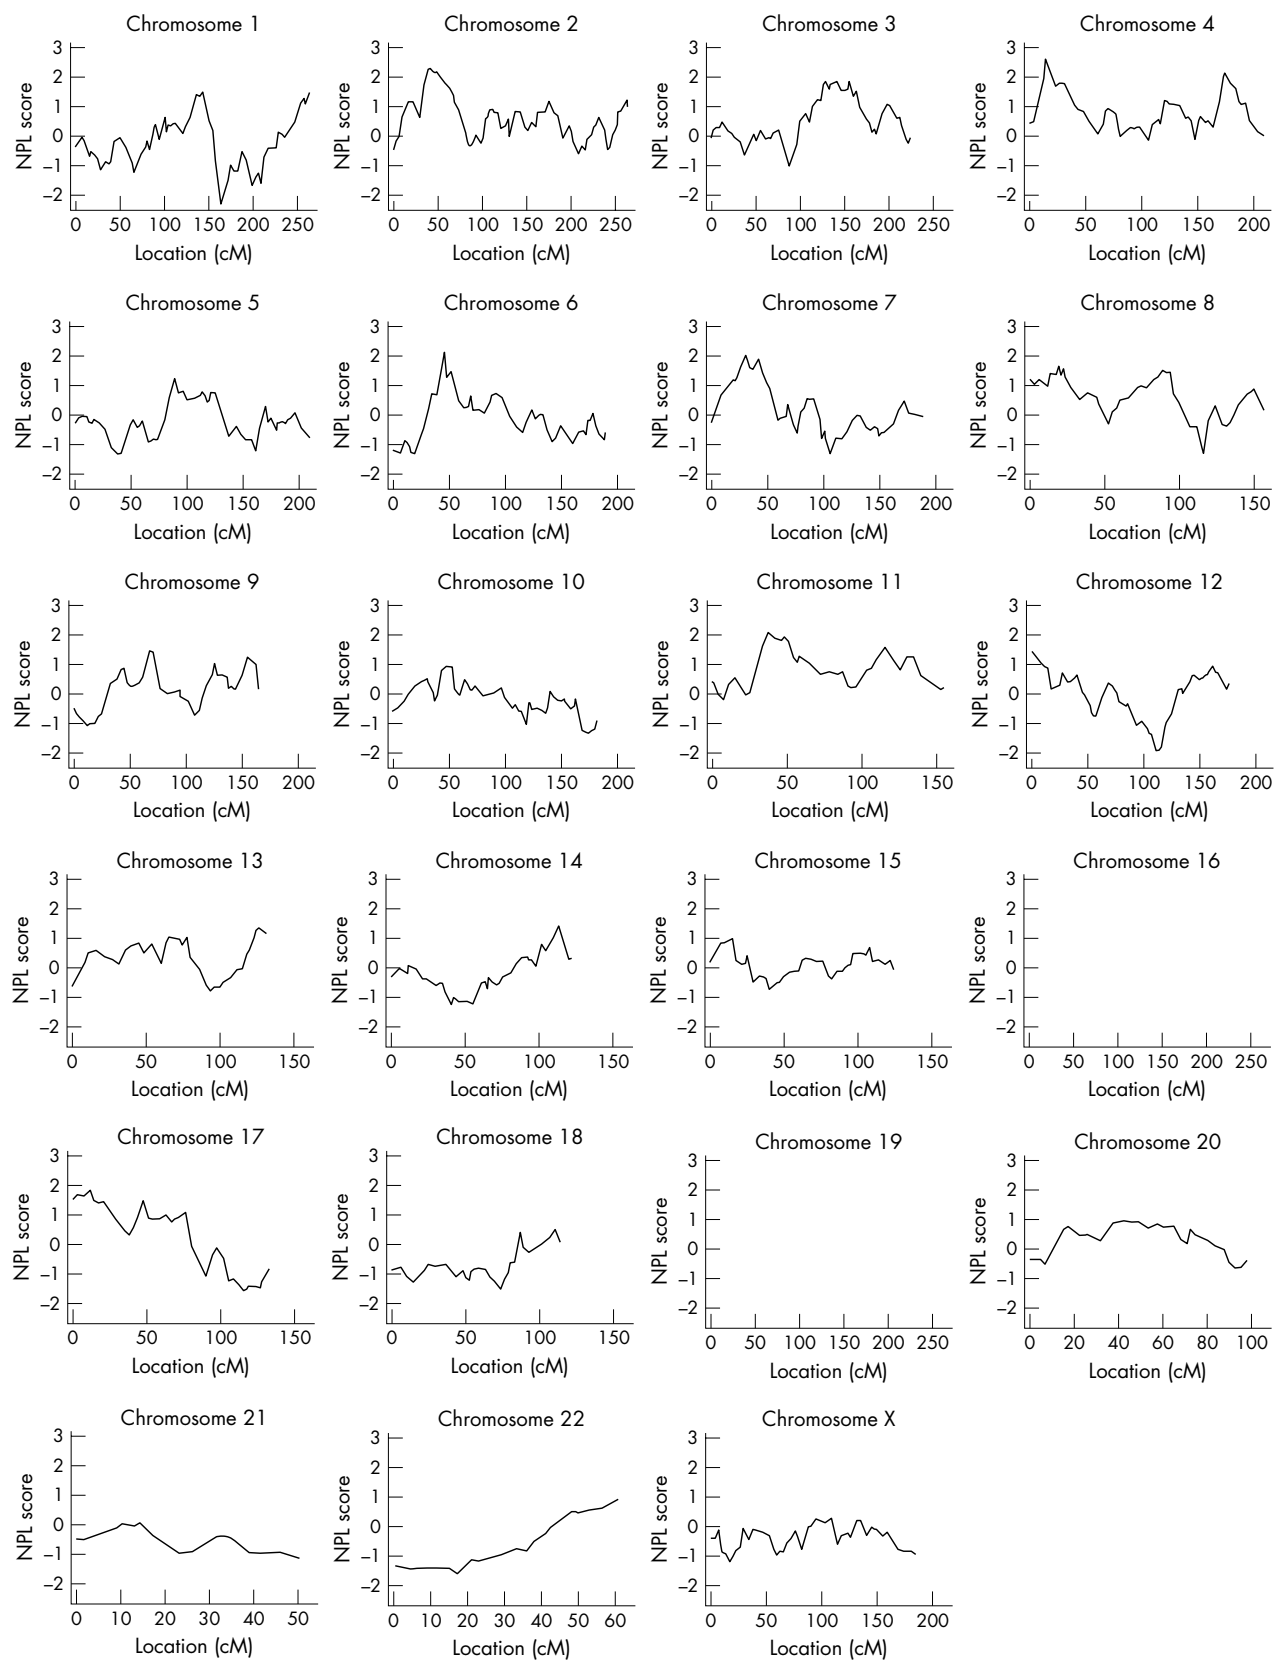 Chromosome 1
3
2
1
0
–1
–2
NPL score
0 50 100 150 200 250
Location (cM)
Chromosome 2
3
2
1
0
–1
–2
NPL score
0 50 100 150 200 250
Location (cM)
Chromosome 3
3
2
1
0
–1
–2
NPL score
0 50 100 150 200 250
Location (cM)
Chromosome 4
3
2
1
0
–1
–2
NPL score
0 50 100 150 200
Location (cM)
Chromosome 5
3
2
1
0
–1
–2
NPL score
0 50 100 150 200
Location (cM)
Chromosome 6
3
2
1
0
–1
–2
NPL score
0 50 100 150 200
Location (cM)
Chromosome 7
3
2
1
0
–1
–2
NPL score
0 50 100 150 200
Location (cM)
Chromosome 8
3
2
1
0
–1
–2
NPL score
0 50 100 150
Location (cM)
Chromosome 9
3
2
1
0
–1
–2
NPL score
0 50 100 150 200
Location (cM)
Chromosome 10
3
2
1
0
–1
–2
NPL score
0 50 100 150 200
Location (cM)
Chromosome 11
3
2
1
0
–1
–2
NPL score
0 50 100 150
Location (cM)
Chromosome 12
3
2
1
0
–1
–2
NPL score
0 50 100 150 200
Location (cM)
Chromosome 13
3
2
1
0
–1
–2
NPL score
0 50 100 150
Location (cM)
Chromosome 14
3
2
1
0
–1
–2
NPL score
0 50 100 150
Location (cM)
Chromosome 15
3
2
1
0
–1
–2
NPL score
0 50 100 150
Location (cM)
Chromosome 16
3
2
1
0
–1
–2
NPL score
0 50 100 150 200 250
Location (cM)
Chromosome 17
3
2
1
0
–1
–2
NPL score
0 50 100 150
Location (cM)
Chromosome 18
3
2
1
0
–1
–2
NPL score
0 50 100 150
Location (cM)
Chromosome 19
3
2
1
0
–1
–2
NPL score
0 50 100 150 200 250
Location (cM)
Chromosome 20
3
2
1
0
–1
–2
NPL score
0 20 40 60 80 100
Location (cM)
Chromosome 21
3
2
1
0
–1
–2
NPL score
0 10 20 30 40 50
Location (cM)
Chromosome 22
3
2
1
0
–1
–2
NPL score
0 10 20 30 40 50 60
Location (cM)
Chromosome X
3
2
1
0
–1
–2
NPL score
0 50 100 150 200
Location (cM)